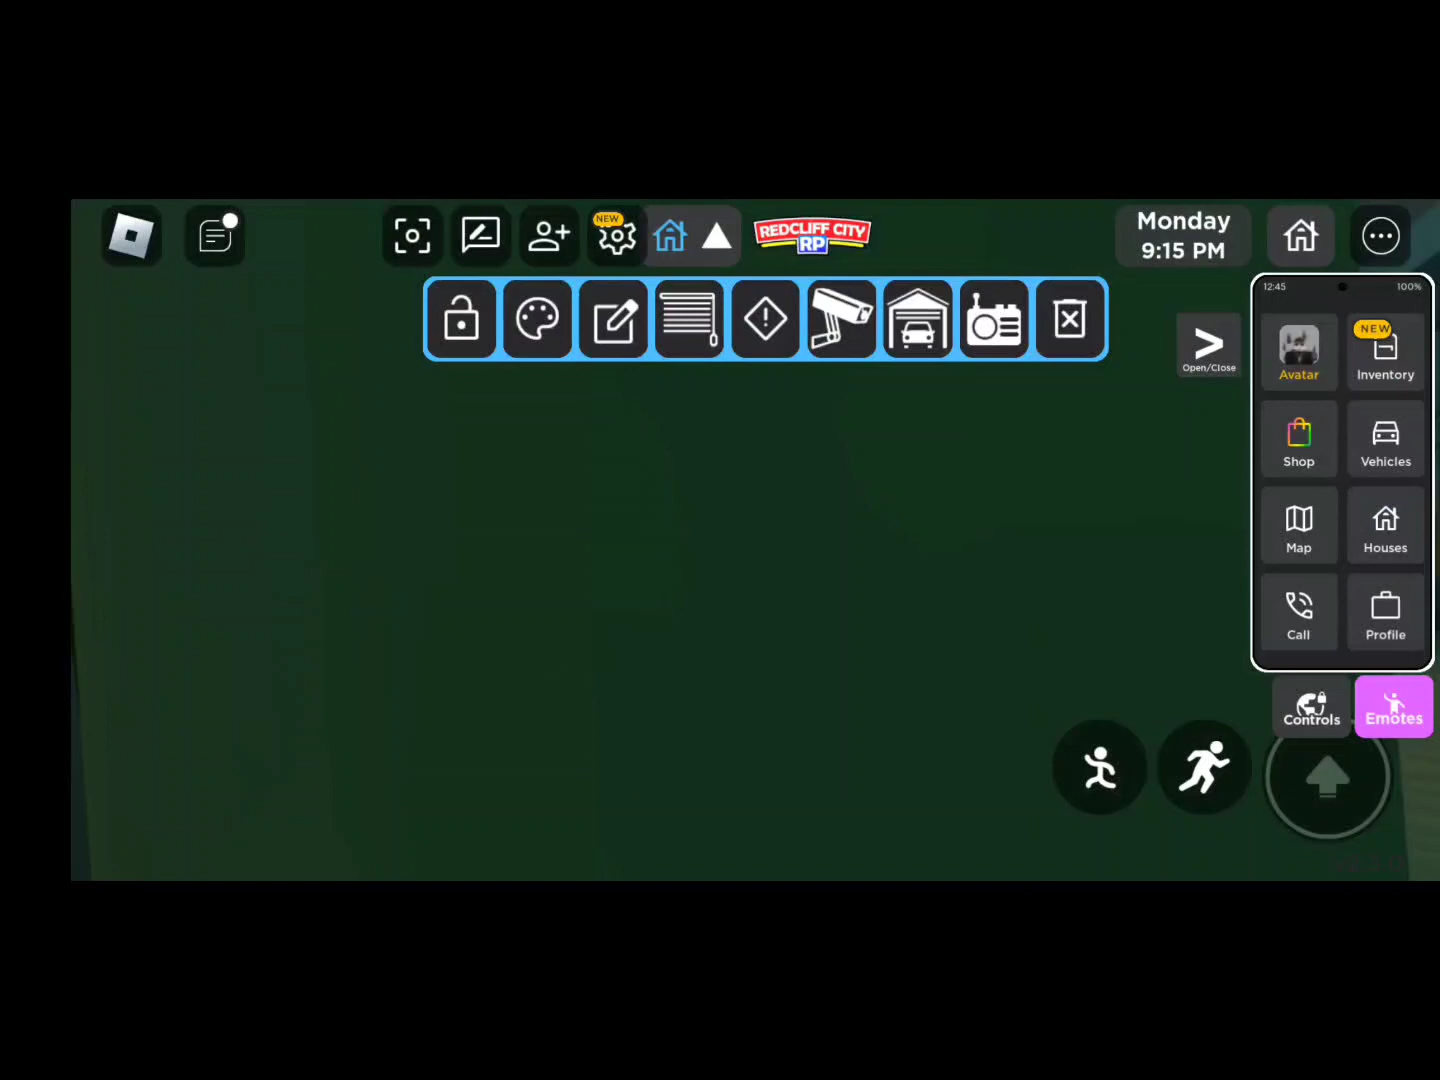 NEW
REDCLIFF CITY
RP
Monday
9:15 PM
12:45
100%
Open/Close
Avatar
NEW
Inventory
Shop
Vehicles
Map
Houses
Call
Profile
Controls
Emotes